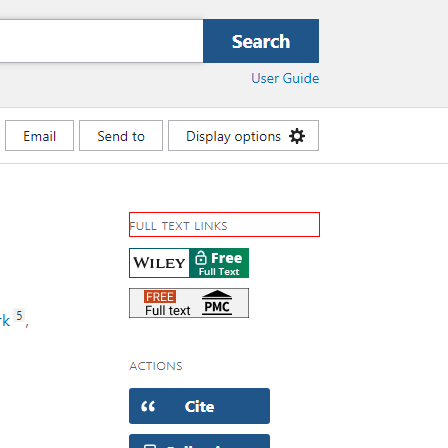 Search
User Guide
Email
Send to
Display options
FULL TEXT LINKS
WILEY Free Full Text
FREE Full text PMC
5,
ACTIONS
Cite